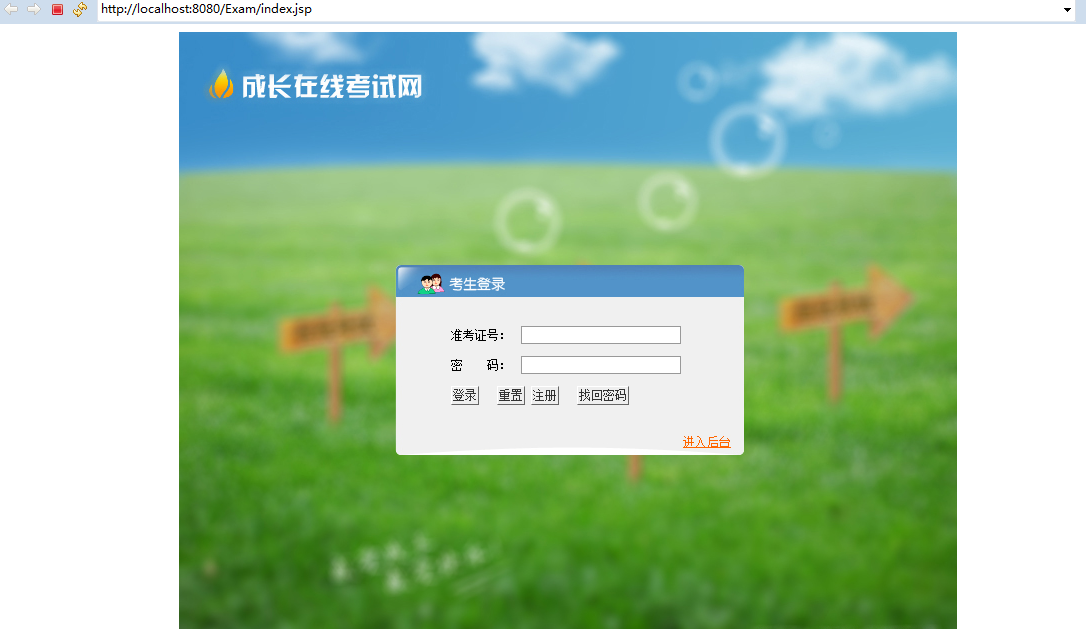 http://localhost:8080/Exam/index.jsp
成长在线考试网
考生登录
准考证号：
密 码：
登录 重置 注册 找回密码
进入后台